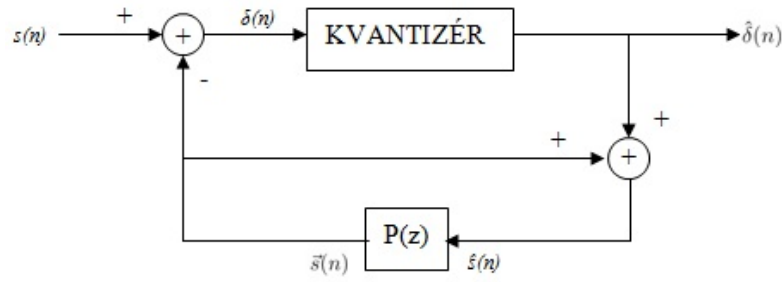 + δ(n)
s(n) + KVANTIZÉR δ̂(n)
-
+
+ +
P(z)
s⃗(n) ŝ(n)